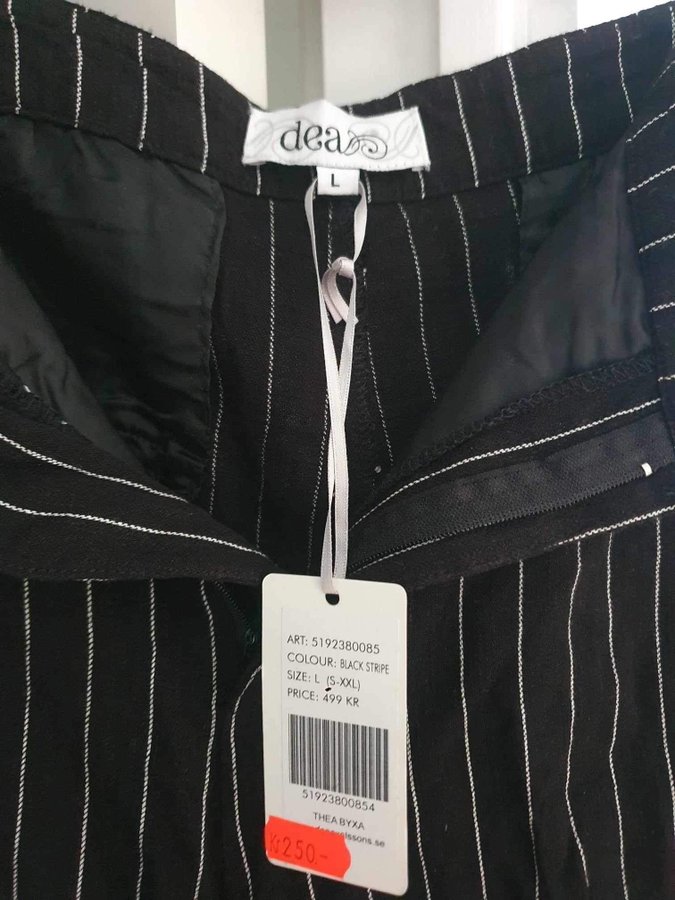 dea
L
ART: 5192380085
COLOUR: BLACK STRIPE
SIZE: L (S-XXL)
PRICE: 499 KR
51923800854
THEA BYXA
Kr250.-